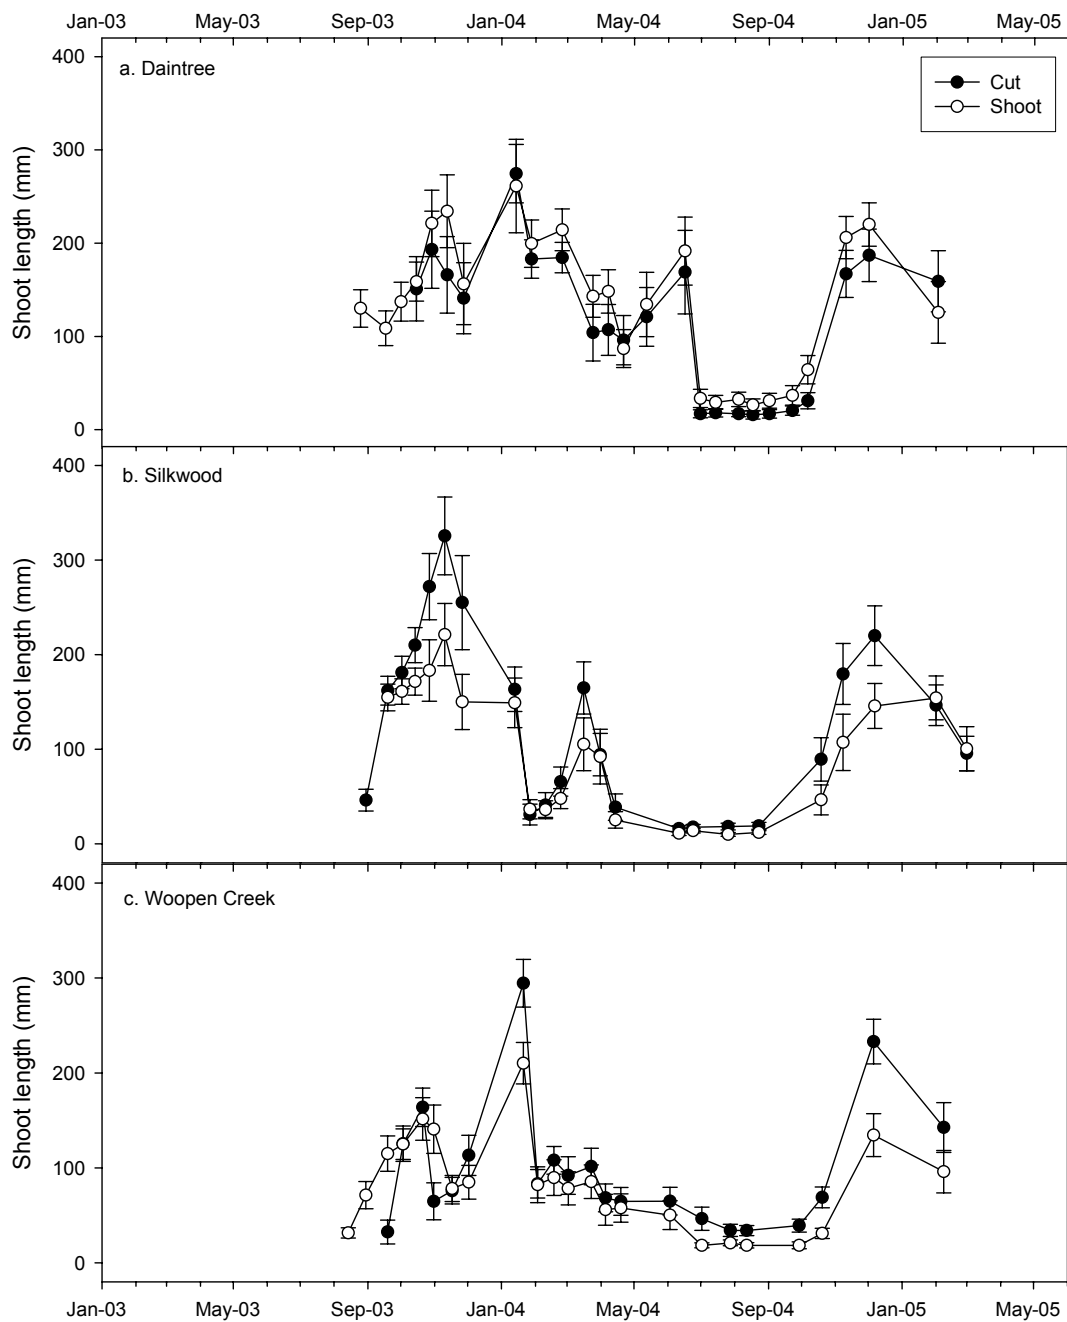 Jan-03 May-03 Sep-03 Jan-04 May-04 Sep-04 Jan-05 May-05
400
a. Daintree
Cut
Shoot
300
200
100
0
Shoot length (mm)
400
b. Silkwood
300
200
100
0
Shoot length (mm)
400
c. Woopen Creek
300
200
100
0
Shoot length (mm)
Jan-03 May-03 Sep-03 Jan-04 May-04 Sep-04 Jan-05 May-05